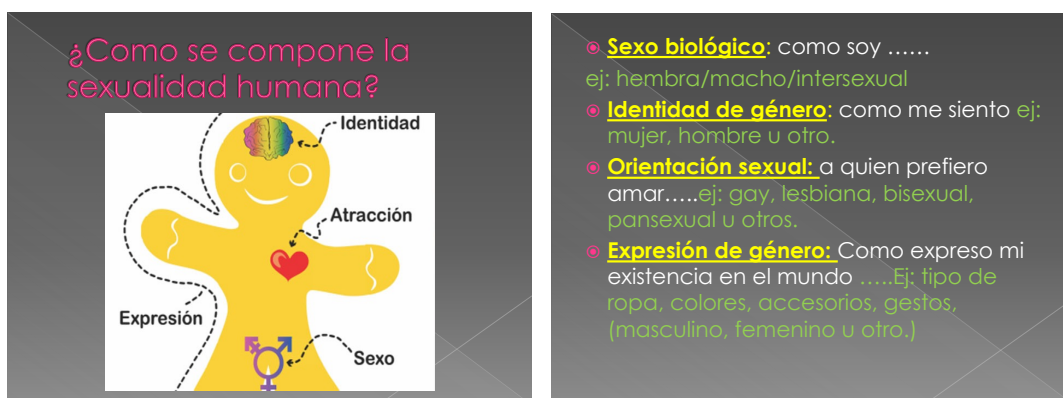 ¿Como se compone la
sexualidad humana?
Identidad
Atracción
Expresión
Sexo
Sexo biológico: como soy ……
ej: hembra/macho/intersexual
Identidad de género: como me siento ej:
mujer, hombre u otro.
Orientación sexual: a quien prefiero
amar…..ej: gay, lesbiana, bisexual,
pansexual u otros.
Expresión de género: Como expreso mi
existencia en el mundo …..Ej: tipo de
ropa, colores, accesorios, gestos,
(masculino, femenino u otro.)